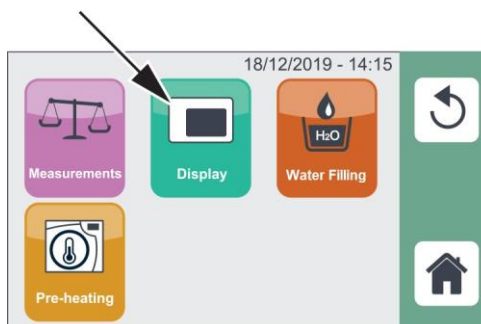 18/12/2019 - 14:15
H2O
Measurements
Display
Water Filling
Pre-heating